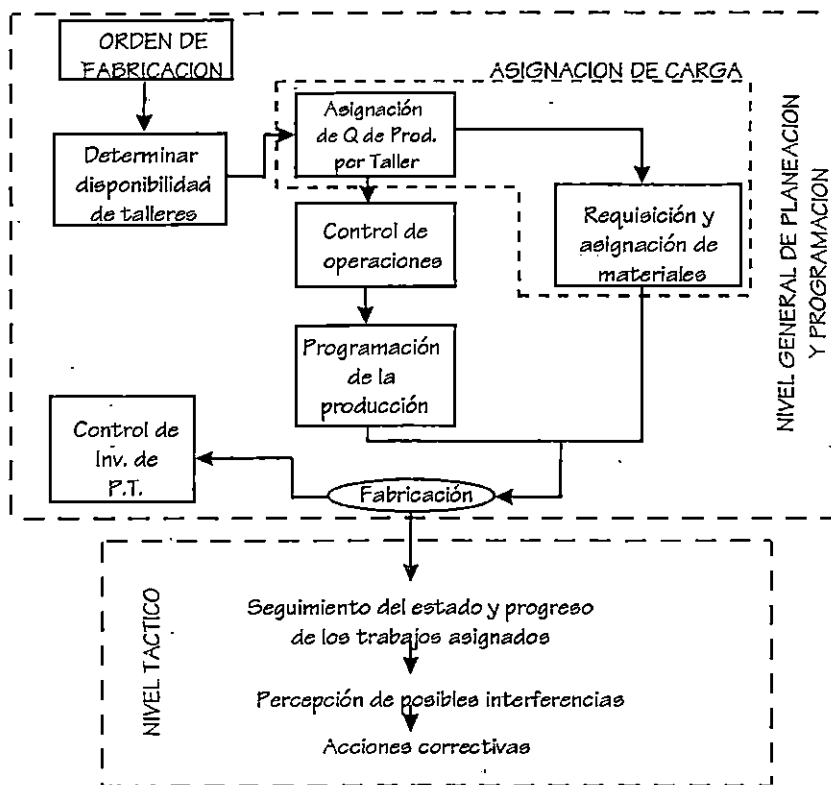 ORDEN DE
FABRICACION
ASIGNACION DE CARGA
Asignación
de Q de Prod.
por Taller
Determinar
disponibilidad
de talleres
Control de
operaciones
Requisición y
asignación de
materiales
Programación
de la
producción
Control de
Inv. de
P.T.
Fabricación
NIVEL GENERAL DE PLANEACION
Y PROGRAMACION
NIVEL TACTICO
Seguimiento del estado y progreso
de los trabajos asignados
Percepción de posibles interferencias
Acciones correctivas